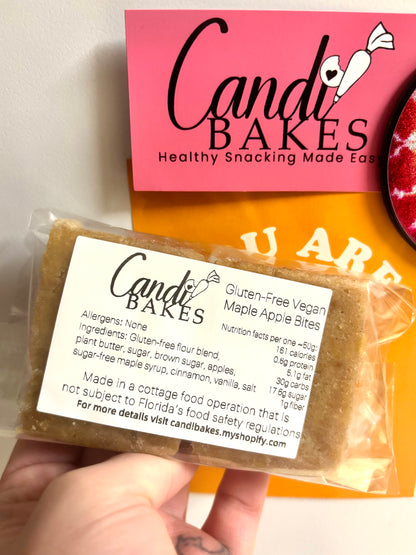 Candi
BAKES
Healthy Snacking Made Easy
U ARE
Candi
BAKES
Gluten-Free Vegan
Maple Apple Bites
Allergens: None
Ingredients: Gluten-free flour blend,
plant butter, sugar, brown sugar, apples,
sugar-free maple syrup, cinnamon, vanilla, salt
Nutrition facts per one ~50g:
161 calories
0.8g protein
5.1g fat
30g carbs
17.6g sugar
1g fiber
Made in a cottage food operation that is
not subject to Florida's food safety regulations
For more details visit candibakes.myshopify.com